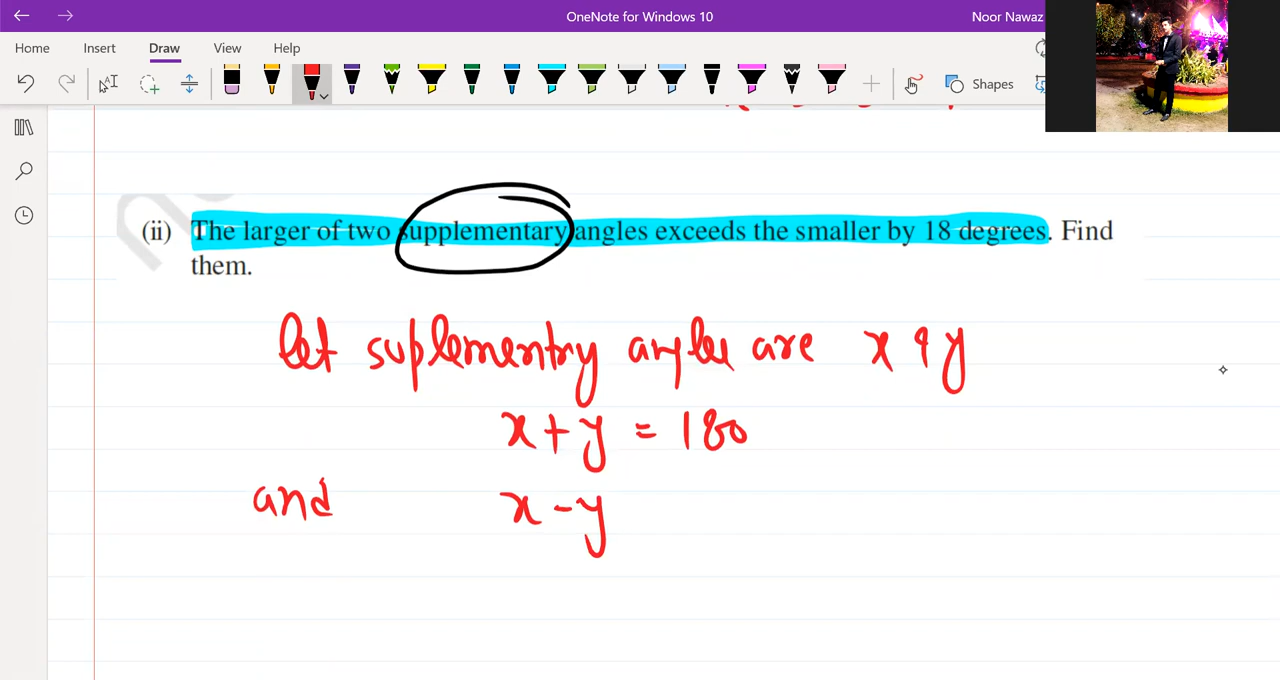 OneNote for Windows 10
Noor Nawaz
Home Insert Draw View Help
Shapes
(ii) The larger of two supplementary angles exceeds the smaller by 18 degrees. Find
them.
let suplementry angles are x & y
x + y = 180
and x - y